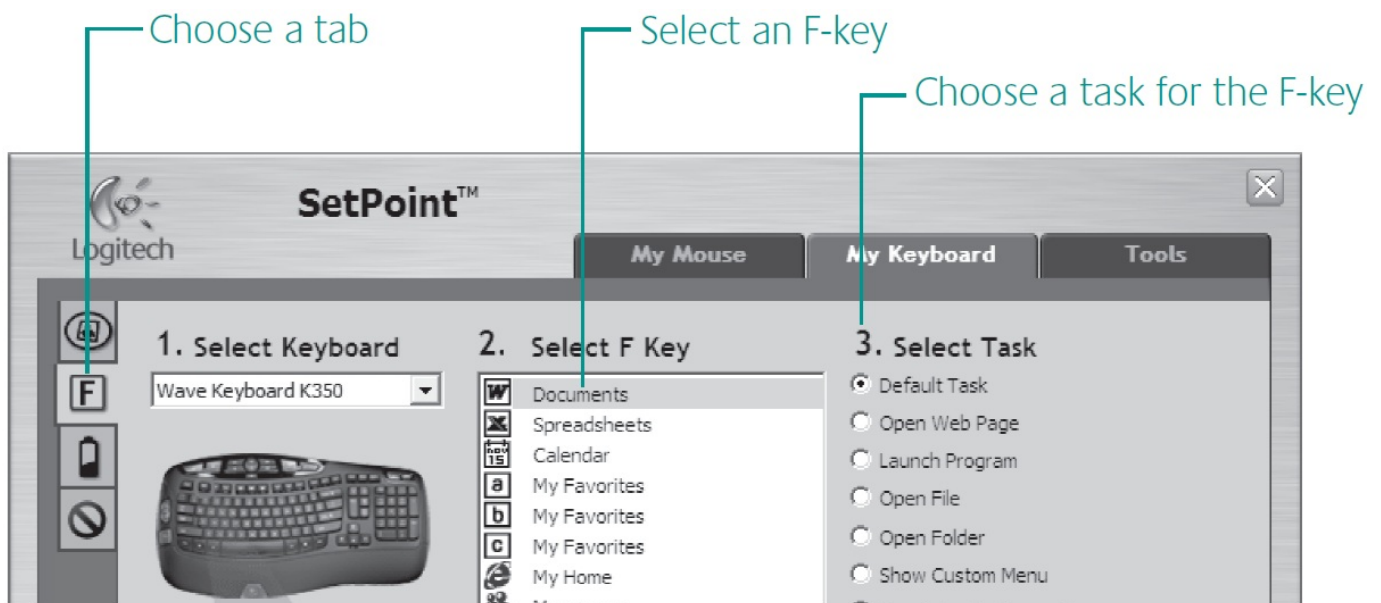 Choose a tab
Select an F-key
Choose a task for the F-key
Logitech
SetPoint™
My Mouse
My Keyboard
Tools
1. Select Keyboard
Wave Keyboard K350
2. Select F Key
Documents
Spreadsheets
Calendar
My Favorites
My Favorites
My Favorites
My Home
3. Select Task
Default Task
Open Web Page
Launch Program
Open File
Open Folder
Show Custom Menu
F
W
X
nov
15
a
b
c